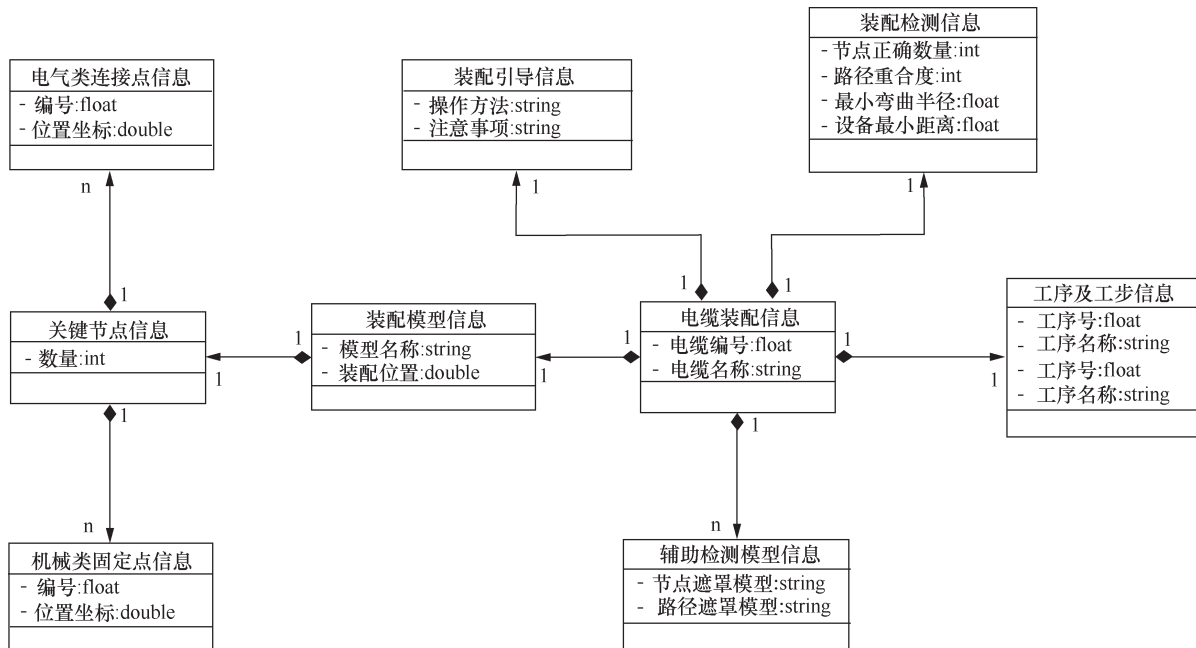 装配检测信息
- 节点正确数量:int
- 路径重合度:int
- 最小弯曲半径:float
- 设备最小距离:float
电气类连接点信息
- 编号:float
- 位置坐标:double
装配引导信息
- 操作方法:string
- 注意事项:string
n
1
1
1
1
1
关键节点信息
- 数量:int
1
1
1
装配模型信息
- 模型名称:string
- 装配位置:double
1
1
电缆装配信息
- 电缆编号:float
- 电缆名称:string
1
1
工序及工步信息
- 工序号:float
- 工序名称:string
- 工序号:float
- 工序名称:string
1
n
n
机械类固定点信息
- 编号:float
- 位置坐标:double
辅助检测模型信息
- 节点遮罩模型:string
- 路径遮罩模型:string